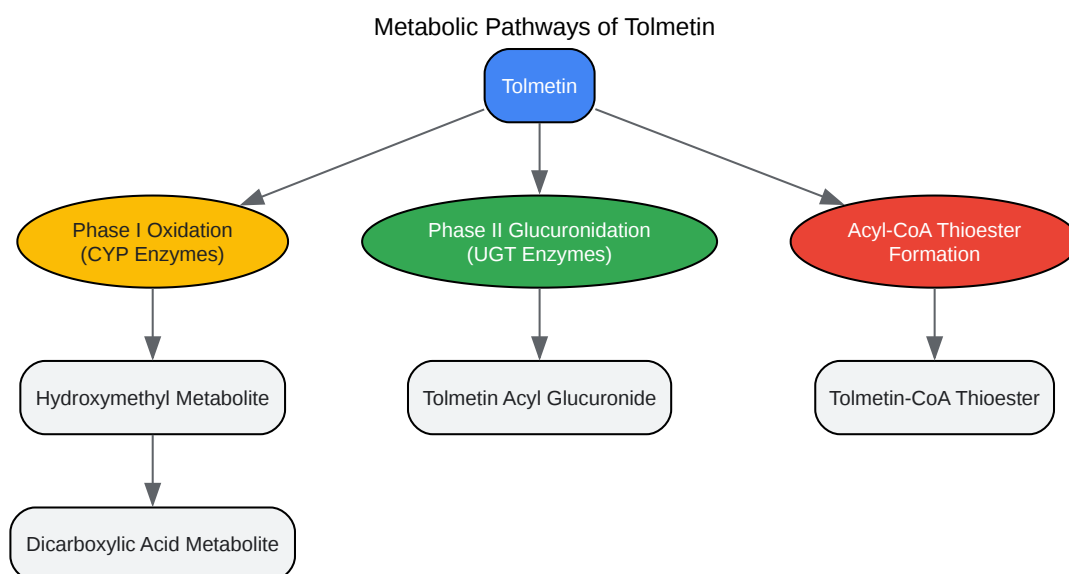 Metabolic Pathways of Tolmetin
Tolmetin
Phase I Oxidation
(CYP Enzymes)
Phase II Glucuronidation
(UGT Enzymes)
Acyl-CoA Thioester
Formation
Hydroxymethyl Metabolite
Tolmetin Acyl Glucuronide
Tolmetin-CoA Thioester
Dicarboxylic Acid Metabolite